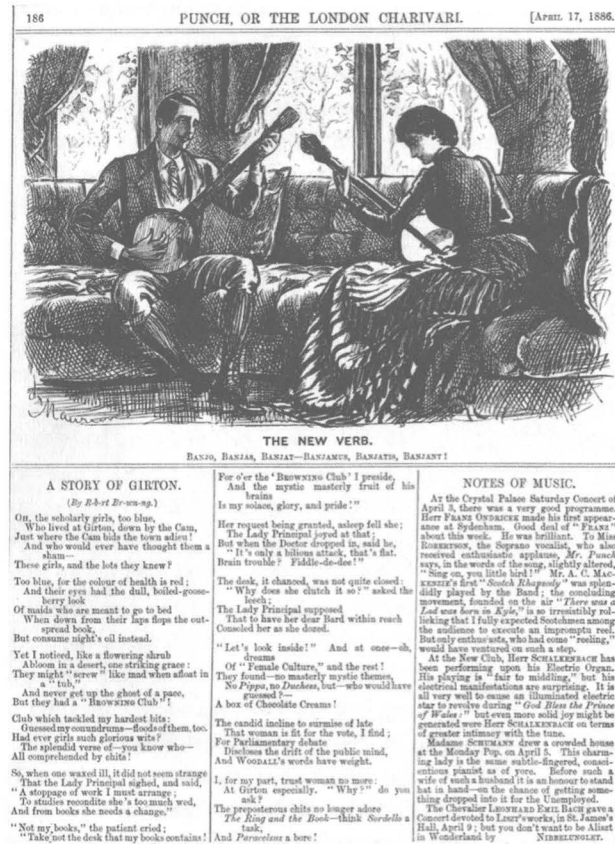 186
PUNCH, OR THE LONDON CHARIVARI.
[APRIL 17, 1886.
THE NEW VERB.
BANJO, BANJAS, BANJAT—BANJAMUS, BANJATIS, BANJANT!
A STORY OF GIRTON.
(By R-b-rt Br-wn-ng.)
OH, the scholarly girls, too blue,
Who lived at Girton, down by the Cam,
Just where the Cam bids the town adieu!
And who would ever have thought them a
sham—
These girls, and the lots they knew?
Too blue, for the colour of health is red;
And their eyes had the dull, boiled-goose-
berry look
Of maids who are meant to go to bed
When down from their laps flops the out-
spread book,
But consume night's oil instead.
Yet I noticed, like a flowering shrub
Abloom in a desert, one striking grace:
They might "screw" like mad when afloat in
a "tub,"
And never get up the ghost of a pace,
But they had a "BROWNING CLUB"!
Club which tackled my hardest bits:
Guessed my conundrums—floods of them, too.
Had ever girls such glorious wits?
The splendid verse of—you know who—
All comprehended by chits!
So, when one waxed ill, it did not seem strange
That the Lady Principal sighed, and said,
"A stoppage of work I must arrange;
To studies recondite she's too much wed,
And from books she needs a change."
"Not my books," the patient cried;
"Take not the desk that my books contains!
For o'er the 'BROWNING Club' I preside,
And the mystic masterly fruit of his
brains
Is my solace, glory, and pride!"
Her request being granted, asleep fell she;
The Lady Principal joyed at that;
But when the Doctor dropped in, said he,
"It's only a bilious attack, that's flat.
Brain trouble? Fiddle-de-dee!"
The desk, it chanced, was not quite closed:
"Why does she clutch it so?" asked the
leech;
The Lady Principal supposed
That to have her dear Bard within reach
Consoled her as she dozed.
"Let's look inside!" And at once—oh,
dreams
Of "Female Culture," and the rest!
They found—no masterly mystic themes,
No Pippa, no Duchess, but—who would have
guessed?—
A box of Chocolate Creams!
The candid incline to surmise of late
That woman is fit for the vote, I find;
For Parliamentary debate
Discloses the drift of the public mind,
And WOODALL'S words have weight.
I, for my part, trust woman no more:
At Girton especially. "Why?" do you
ask?
The preposterous chits no longer adore
The Ring and the Book—think Sordello a
task,
And Paracelsus a bore!
NOTES OF MUSIC.
AT the Crystal Palace Saturday Concert of
April 3, there was a very good programme.
Herr FRANZ ONDRICEK made his first appear-
ance at Sydenham. Good deal of "FRANZ"
about this week. He was brilliant. To Miss
ROBERTSON, the Soprano vocalist, who also
received enthusiastic applause, Mr. Punch
says, in the words of the song, slightly altered,
"Sing on, you little bird!" Mr. A. C. MAC-
KENZIE'S first "Scotch Rhapsody" was splen-
didly played by the Band; the concluding
movement, founded on the air "There was a
Lad was born in Kyle," is so irresistibly rol-
licking that I fully expected Scotchmen among
the audience to execute an impromptu reel.
But only enthusiasts, who had come "reeling,"
would have ventured on such a step.
At the New Club, Herr SCHALKENBACH has
been performing upon his Electric Organ.
His playing is "fair to middling," but his
electrical manifestations are surprising. It is
all very well to cause an illuminated electric
star to revolve during "God Bless the Prince
of Wales:" but even more solid joy might be
generated were Herr SCHALKENBACH on terms
of greater intimacy with the tune.
Madame SCHUMANN drew a crowded house
at the Monday Pop. on April 5. This charm-
ing lady is the same subtle-fingered, consci-
entious pianist as of yore. Before such a
wife of such a husband it is an honour to stand
hat in hand—on the chance of getting some-
thing dropped into it for the Unemployed.
The Chevalier LEONHARD EMIL BACH gave a
Concert devoted to LISZT'S works, in St. James's
Hall, April 9; but you don't want to be Aliszt
in Wonderland by NIBBELUNGLET.